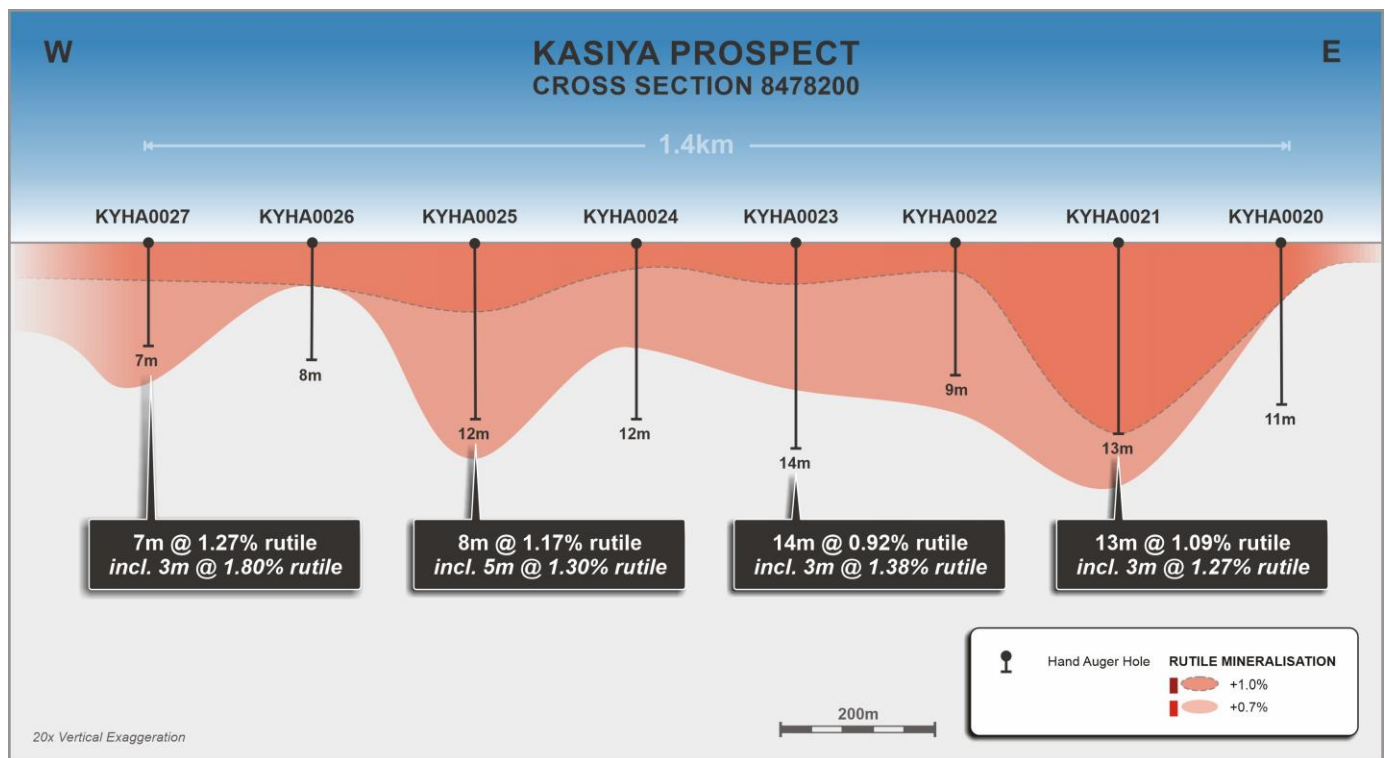 W
KASIYA PROSPECT
E
CROSS SECTION 8478200
1.4km
KYHA0027
KYHA0026
KYHA0025
KYHA0024
KYHA0023
KYHA0022
KYHA0021
KYHA0020
7m
8m
12m
12m
14m
9m
13m
11m
7m @ 1.27% rutile
incl. 3m @ 1.80% rutile
8m @ 1.17% rutile
incl. 5m @ 1.30% rutile
14m @ 0.92% rutile
incl. 3m @ 1.38% rutile
13m @ 1.09% rutile
incl. 3m @ 1.27% rutile
Hand Auger Hole
RUTILE MINERALISATION
+1.0%
+0.7%
200m
20x Vertical Exaggeration